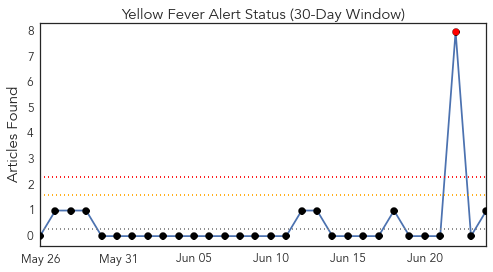 Yellow Fever Alert Status (30-Day Window)
Articles Found
8
7
6
5
4
3
2
1
0
May 26
May 31
Jun 05
Jun 10
Jun 15
Jun 20